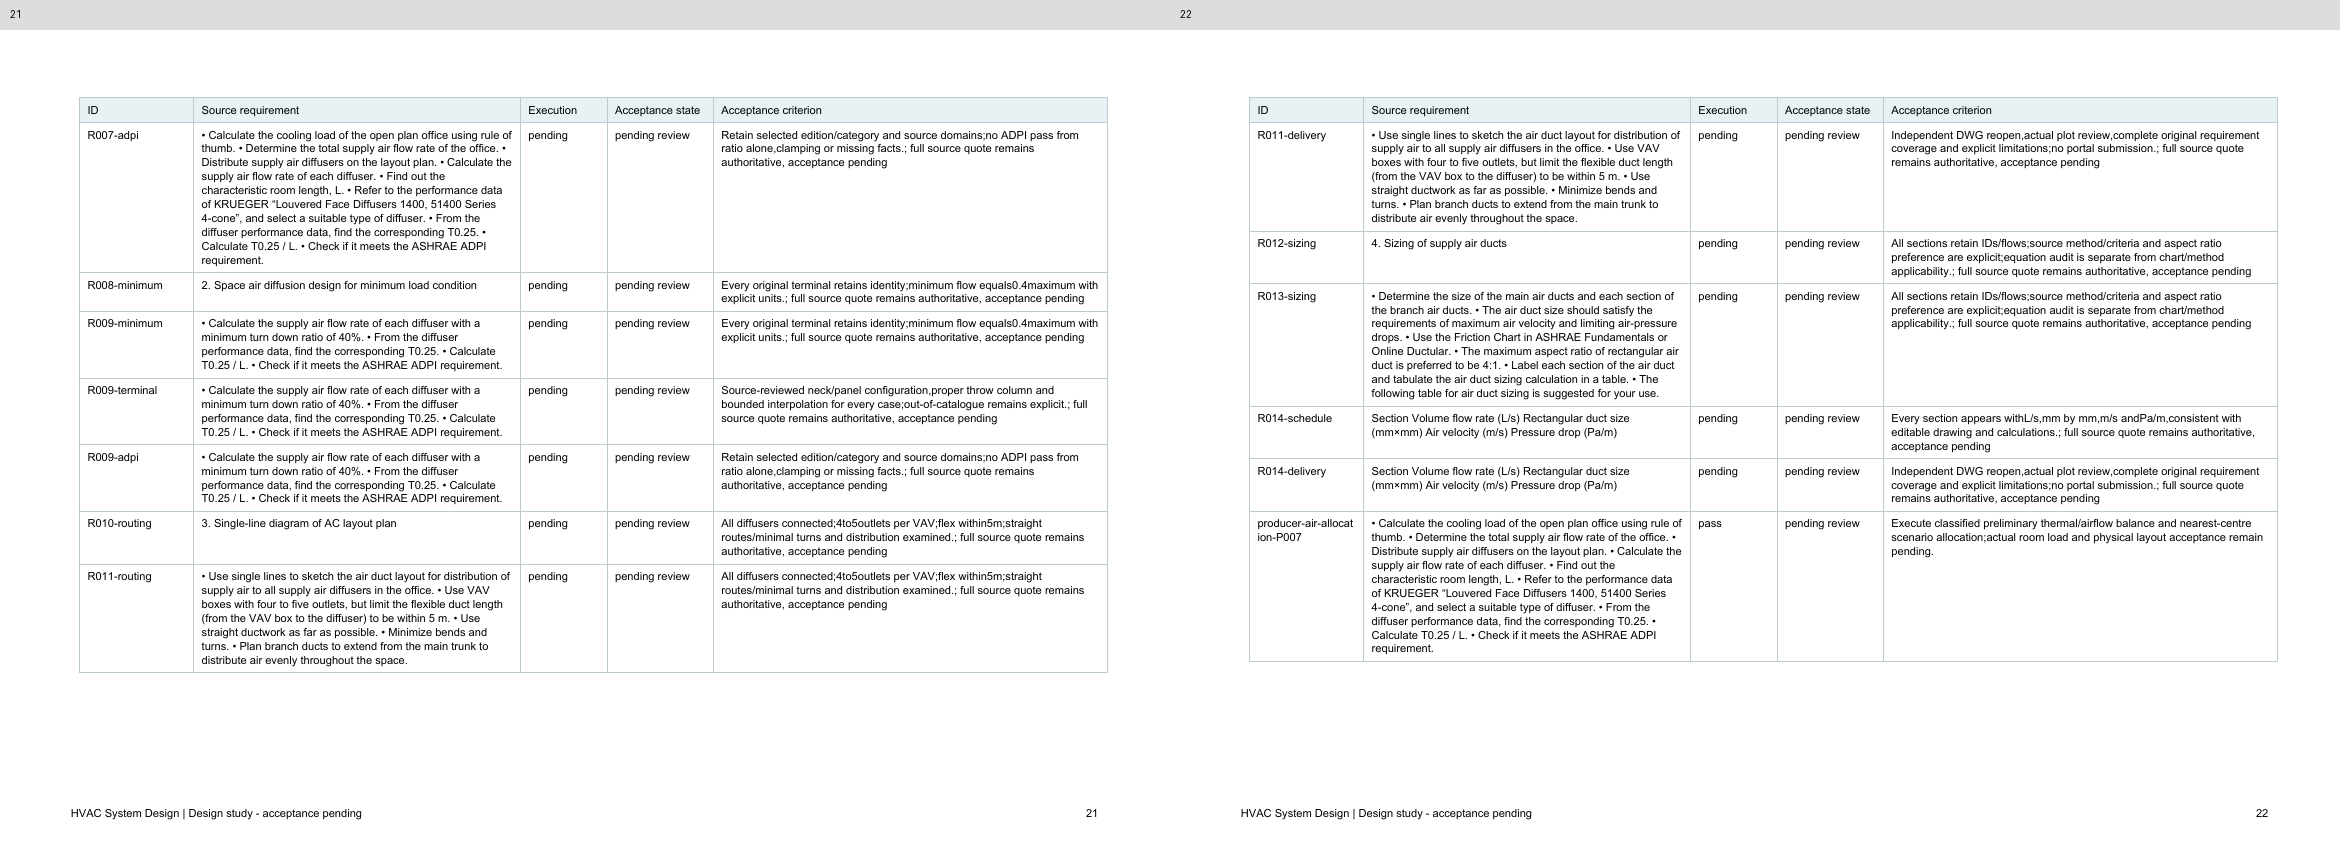 21
ID Source requirement Execution Acceptance state Acceptance criterion
R007-adpi • Calculate the cooling load of the open plan office using rule of pending pending review Retain selected edition/category and source domains;no ADPI pass from
thumb. • Determine the total supply air flow rate of the office. • ratio alone,clamping or missing facts.; full source quote remains
Distribute supply air diffusers on the layout plan. • Calculate the authoritative, acceptance pending
supply air flow rate of each diffuser. • Find out the
characteristic room length, L. • Refer to the performance data
of KRUEGER “Louvered Face Diffusers 1400, 51400 Series
4-cone”, and select a suitable type of diffuser. • From the
diffuser performance data, find the corresponding T0.25. •
Calculate T0.25 / L. • Check if it meets the ASHRAE ADPI
requirement.
R008-minimum 2. Space air diffusion design for minimum load condition pending pending review Every original terminal retains identity;minimum flow equals0.4maximum with
explicit units.; full source quote remains authoritative, acceptance pending
R009-minimum • Calculate the supply air flow rate of each diffuser with a pending pending review Every original terminal retains identity;minimum flow equals0.4maximum with
minimum turn down ratio of 40%. • From the diffuser explicit units.; full source quote remains authoritative, acceptance pending
performance data, find the corresponding T0.25. • Calculate
T0.25 / L. • Check if it meets the ASHRAE ADPI requirement.
R009-terminal • Calculate the supply air flow rate of each diffuser with a pending pending review Source-reviewed neck/panel configuration,proper throw column and
minimum turn down ratio of 40%. • From the diffuser bounded interpolation for every case;out-of-catalogue remains explicit.; full
performance data, find the corresponding T0.25. • Calculate source quote remains authoritative, acceptance pending
T0.25 / L. • Check if it meets the ASHRAE ADPI requirement.
R009-adpi • Calculate the supply air flow rate of each diffuser with a pending pending review Retain selected edition/category and source domains;no ADPI pass from
minimum turn down ratio of 40%. • From the diffuser ratio alone,clamping or missing facts.; full source quote remains
performance data, find the corresponding T0.25. • Calculate authoritative, acceptance pending
T0.25 / L. • Check if it meets the ASHRAE ADPI requirement.
R010-routing 3. Single-line diagram of AC layout plan pending pending review All diffusers connected;4to5outlets per VAV;flex within5m;straight
routes/minimal turns and distribution examined.; full source quote remains
authoritative, acceptance pending
R011-routing • Use single lines to sketch the air duct layout for distribution of pending pending review All diffusers connected;4to5outlets per VAV;flex within5m;straight
supply air to all supply air diffusers in the office. • Use VAV routes/minimal turns and distribution examined.; full source quote remains
boxes with four to five outlets, but limit the flexible duct length authoritative, acceptance pending
(from the VAV box to the diffuser) to be within 5 m. • Use
straight ductwork as far as possible. • Minimize bends and
turns. • Plan branch ducts to extend from the main trunk to
distribute air evenly throughout the space.
HVAC System Design | Design study - acceptance pending 21
22
ID Source requirement Execution Acceptance state Acceptance criterion
R011-delivery • Use single lines to sketch the air duct layout for distribution of pending pending review Independent DWG reopen,actual plot review,complete original requirement
supply air to all supply air diffusers in the office. • Use VAV coverage and explicit limitations;no portal submission.; full source quote
boxes with four to five outlets, but limit the flexible duct length remains authoritative, acceptance pending
(from the VAV box to the diffuser) to be within 5 m. • Use
straight ductwork as far as possible. • Minimize bends and
turns. • Plan branch ducts to extend from the main trunk to
distribute air evenly throughout the space.
R012-sizing 4. Sizing of supply air ducts pending pending review All sections retain IDs/flows;source method/criteria and aspect ratio
preference are explicit;equation audit is separate from chart/method
applicability.; full source quote remains authoritative, acceptance pending
R013-sizing • Determine the size of the main air ducts and each section of pending pending review All sections retain IDs/flows;source method/criteria and aspect ratio
the branch air ducts. • The air duct size should satisfy the preference are explicit;equation audit is separate from chart/method
requirements of maximum air velocity and limiting air-pressure applicability.; full source quote remains authoritative, acceptance pending
drops. • Use the Friction Chart in ASHRAE Fundamentals or
Online Ductular. • The maximum aspect ratio of rectangular air
duct is preferred to be 4:1. • Label each section of the air duct
and tabulate the air duct sizing calculation in a table. • The
following table for air duct sizing is suggested for your use.
R014-schedule Section Volume flow rate (L/s) Rectangular duct size pending pending review Every section appears withL/s,mm by mm,m/s andPa/m,consistent with
(mm×mm) Air velocity (m/s) Pressure drop (Pa/m) editable drawing and calculations.; full source quote remains authoritative,
acceptance pending
R014-delivery Section Volume flow rate (L/s) Rectangular duct size pending pending review Independent DWG reopen,actual plot review,complete original requirement
(mm×mm) Air velocity (m/s) Pressure drop (Pa/m) coverage and explicit limitations;no portal submission.; full source quote
remains authoritative, acceptance pending
producer-air-allocat • Calculate the cooling load of the open plan office using rule of pass pending review Execute classified preliminary thermal/airflow balance and nearest-centre
ion-P007 thumb. • Determine the total supply air flow rate of the office. • scenario allocation;actual room load and physical layout acceptance remain
Distribute supply air diffusers on the layout plan. • Calculate the pending.
supply air flow rate of each diffuser. • Find out the
characteristic room length, L. • Refer to the performance data
of KRUEGER “Louvered Face Diffusers 1400, 51400 Series
4-cone”, and select a suitable type of diffuser. • From the
diffuser performance data, find the corresponding T0.25. •
Calculate T0.25 / L. • Check if it meets the ASHRAE ADPI
requirement.
HVAC System Design | Design study - acceptance pending 22